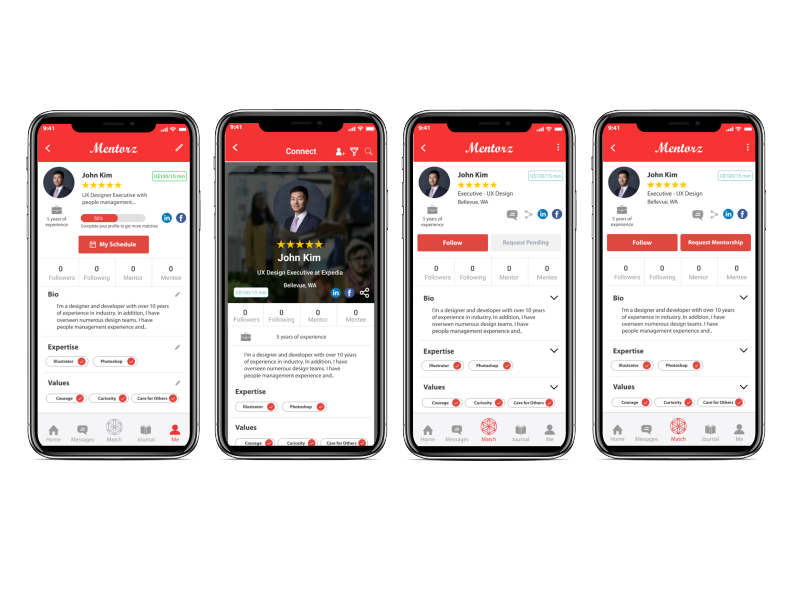 9:41
Mentorz
John Kim
US$100/15 min
UX Designer Executive with
people management...
5 years of
experience
50%
Complete your profile to get more matches
in f
My Schedule
0 0 0 0
Followers Following Mentor Mentee
Bio
I'm a designer and developer with over 10 years
of experience in industry. In addition, I have
overseen numerous design teams. I have
people management experience and..
Expertise
Illustrator Photoshop
Values
Courage Curiosity Care for Others
Home Messages Match Journal Me
9:41
Connect
John Kim
UX Design Executive at Expedia
Bellevue, WA
US$100/15 min
in f
0 0 0 0
Followers Following Mentor Mentee
5 years of experience
I'm a designer and developer with over 10 years
of experience in industry. In addition, I have
overseen numerous design teams. I have
people management experience and..
Expertise
Illustrator Photoshop
Values
Courage Curiosity Care for Others
9:41
Mentorz
John Kim
US$100/15 min
Executive - UX Design
Bellevue, WA
5 years of
experience
in f
Follow Request Pending
0 0 0 0
Followers Following Mentor Mentee
Bio
I'm a designer and developer with over 10 years
of experience in industry. In addition, I have
overseen numerous design teams. I have
people management experience and..
Expertise
Illustrator Photoshop
Values
Courage Curiosity Care for Others
Home Messages Match Journal Me
9:41
Mentorz
John Kim
US$100/15 min
Executive - UX Design
Bellevue, WA
5 years of
experience
in f
Follow Request Mentorship
0 0 0 0
Followers Following Mentor Mentee
Bio
I'm a designer and developer with over 10 years
of experience in industry. In addition, I have
overseen numerous design teams. I have
people management experience and..
Expertise
Illustrator Photoshop
Values
Courage Curiosity Care for Others
Home Messages Match Journal Me